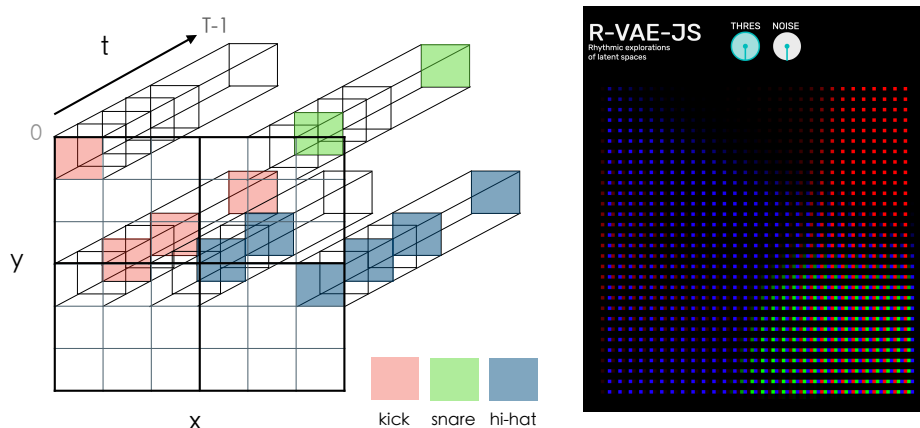 t
T-1
0
y
x
kick
snare
hi-hat
R-VAE-JS
Rhythmic explorations
of latent spaces
THRES
NOISE